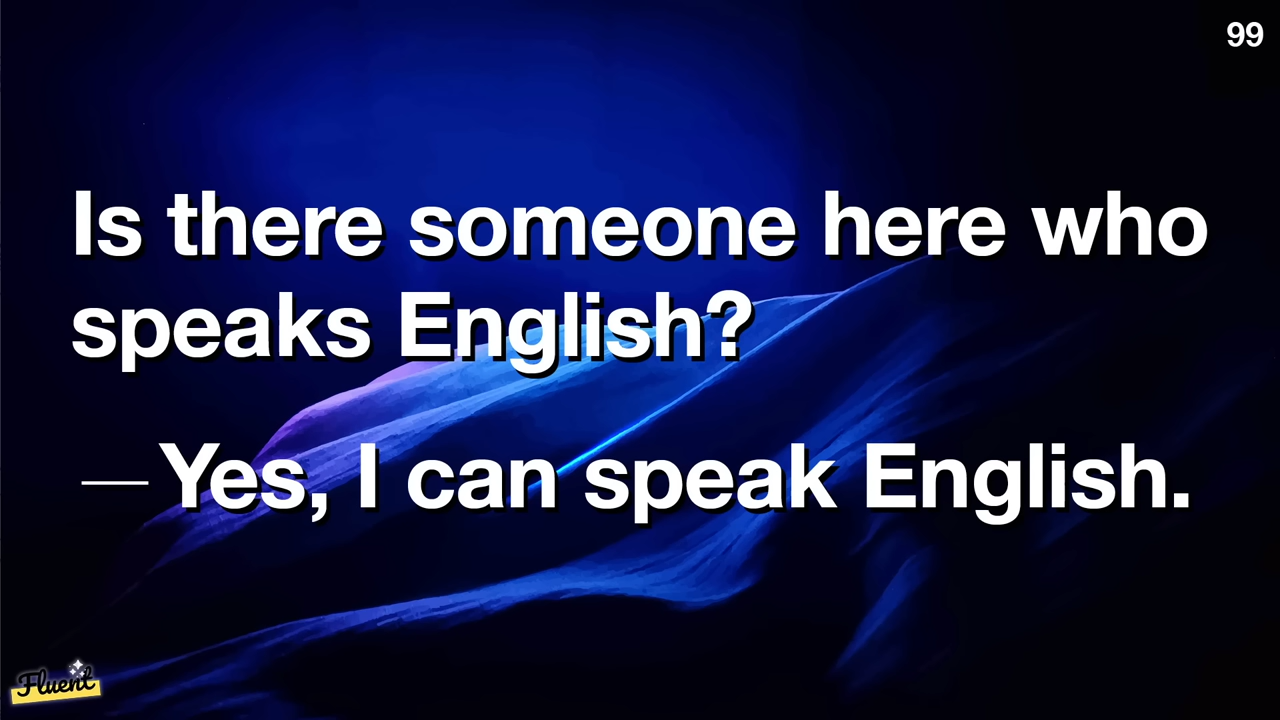 99
Is there someone here who
speaks English?
— Yes, I can speak English.
Fluent